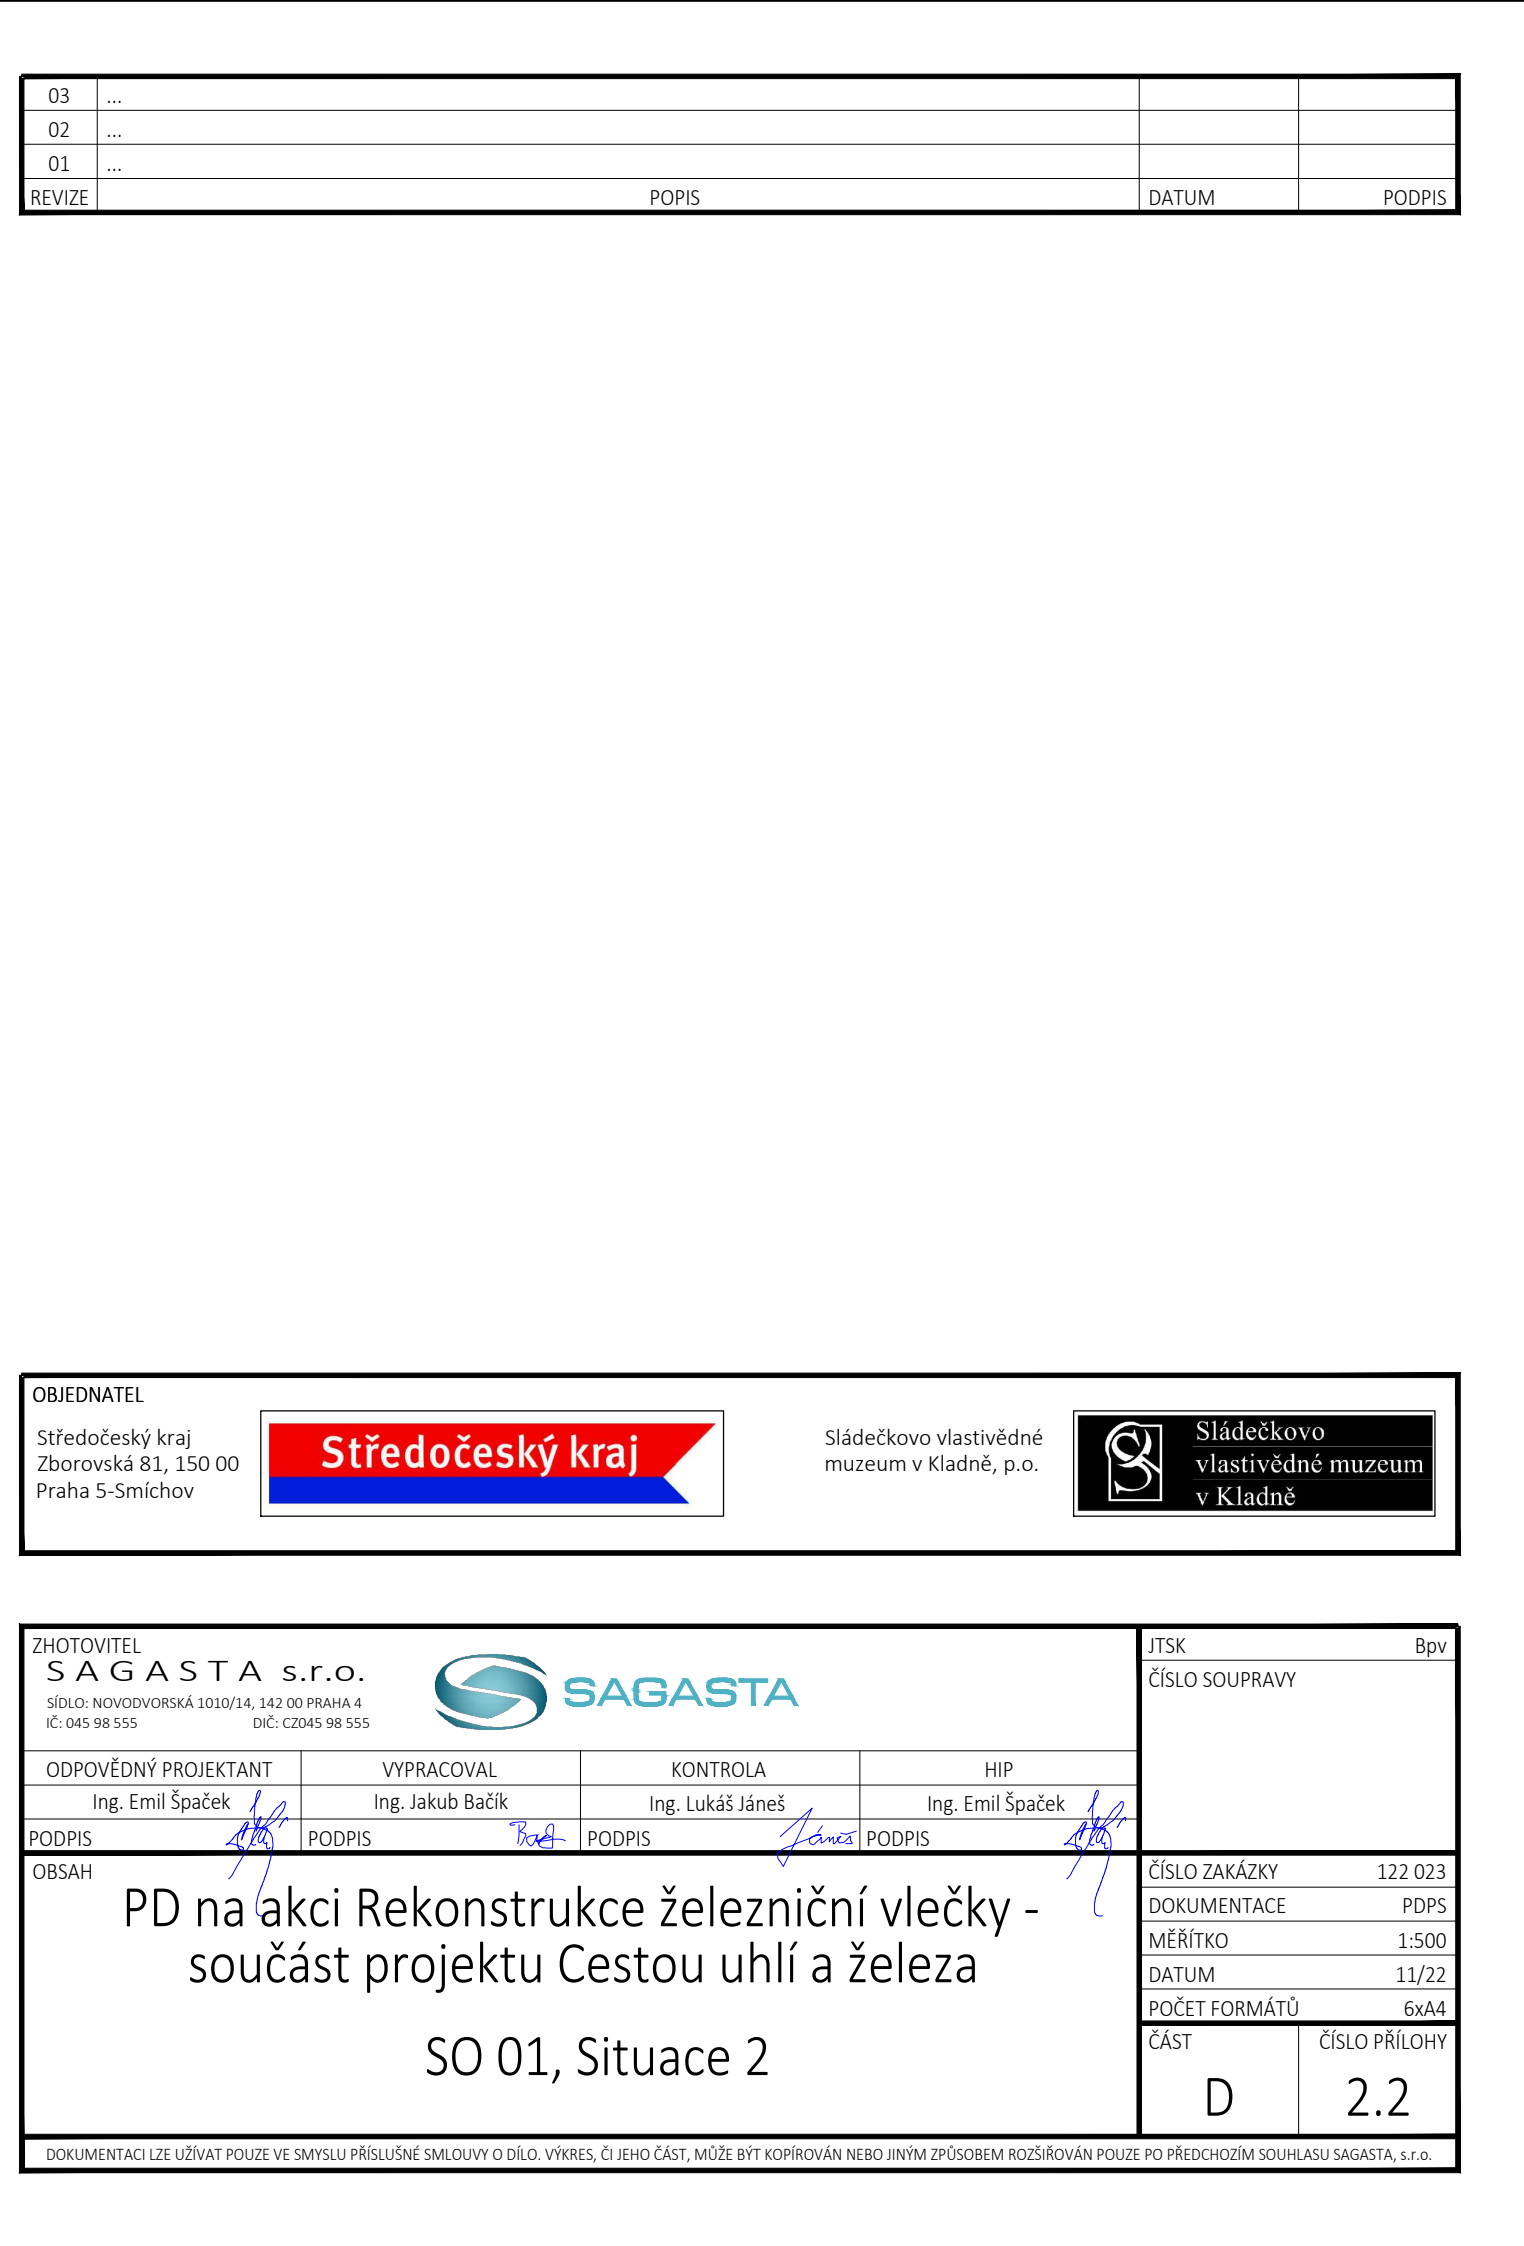 03 ...
02 ...
01 ...
REVIZE POPIS DATUM PODPIS
OBJEDNATEL
Středočeský kraj
Zborovská 81, 150 00
Praha 5-Smíchov
Středočeský kraj
Sládečkovo vlastivědné
muzeum v Kladně, p.o.
Sládečkovo
vlastivědné muzeum
v Kladně
ZHOTOVITEL
SAGASTA s.r.o.
SÍDLO: NOVODVORSKÁ 1010/14, 142 00 PRAHA 4
IČ: 045 98 555 DIČ: CZ045 98 555
SAGASTA
JTSK Bpv
ČÍSLO SOUPRAVY
ODPOVĚDNÝ PROJEKTANT VYPRACOVAL KONTROLA HIP
Ing. Emil Špaček Ing. Jakub Bačík Ing. Lukáš Jáneš Ing. Emil Špaček
PODPIS PODPIS PODPIS Jáneš PODPIS
OBSAH
PD na akci Rekonstrukce železniční vlečky -
součást projektu Cestou uhlí a železa
SO 01, Situace 2
ČÍSLO ZAKÁZKY 122 023
DOKUMENTACE PDPS
MĚŘÍTKO 1:500
DATUM 11/22
POČET FORMÁTŮ 6xA4
ČÁST ČÍSLO PŘÍLOHY
D 2.2
DOKUMENTACI LZE UŽÍVAT POUZE VE SMYSLU PŘÍSLUŠNÉ SMLOUVY O DÍLO. VÝKRES, ČI JEHO ČÁST, MŮŽE BÝT KOPÍROVÁN NEBO JINÝM ZPŮSOBEM ROZŠIŘOVÁN POUZE PO PŘEDCHOZÍM SOUHLASU SAGASTA, s.r.o.